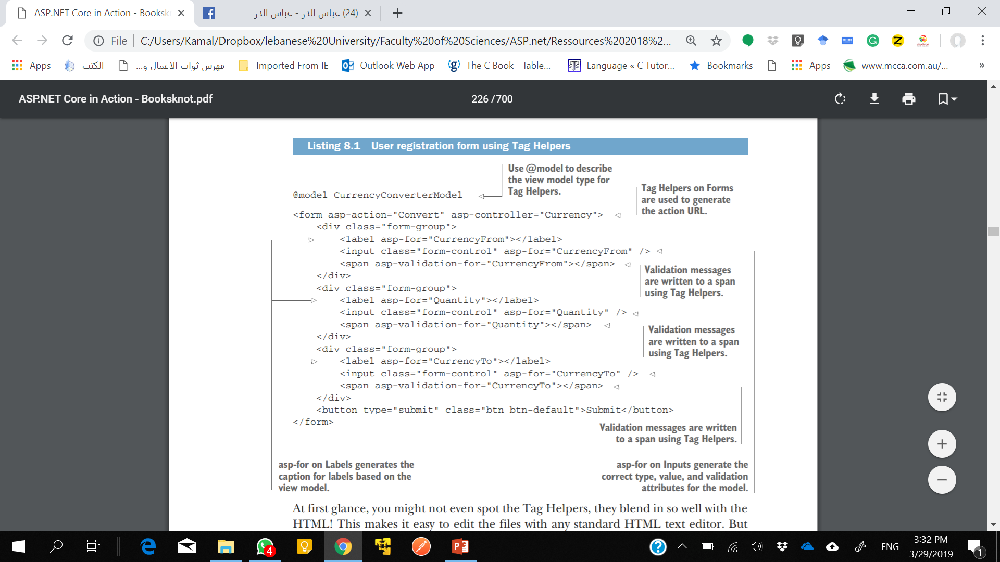 ASP.NET Core in Action - Booksk
(24) عباس الدر - عباس الدر
File
C:/Users/Kamal/Dropbox/lebanese%20University/Faculty%20of%20Sciences/ASP.net/Ressources%202018%2...
Apps
الكتب
فهرس ثواب الاعمال و...
Imported From IE
Outlook Web App
The C Book - Table...
Language « C Tutor...
Bookmarks
Apps
www.mcca.com.au/...
»
ASP.NET Core in Action - Booksknot.pdf
226 / 700
Listing 8.1 User registration form using Tag Helpers
Use @model to describe
the view model type for
Tag Helpers.
@model CurrencyConverterModel
Tag Helpers on Forms
are used to generate
the action URL.
<form asp-action="Convert" asp-controller="Currency">
<div class="form-group">
<label asp-for="CurrencyFrom"></label>
<input class="form-control" asp-for="CurrencyFrom" />
<span asp-validation-for="CurrencyFrom"></span>
</div>
Validation messages
are written to a span
using Tag Helpers.
<div class="form-group">
<label asp-for="Quantity"></label>
<input class="form-control" asp-for="Quantity" />
<span asp-validation-for="Quantity"></span>
</div>
Validation messages
are written to a span
using Tag Helpers.
<div class="form-group">
<label asp-for="CurrencyTo"></label>
<input class="form-control" asp-for="CurrencyTo" />
<span asp-validation-for="CurrencyTo"></span>
</div>
<button type="submit" class="btn btn-default">Submit</button>
</form>
Validation messages are written
to a span using Tag Helpers.
asp-for on Labels generates the
caption for labels based on the
view model.
asp-for on Inputs generate the
correct type, value, and validation
attributes for the model.
At first glance, you might not even spot the Tag Helpers, they blend in so well with the
HTML! This makes it easy to edit the files with any standard HTML text editor. But
4
ENG
3:32 PM
3/29/2019
1